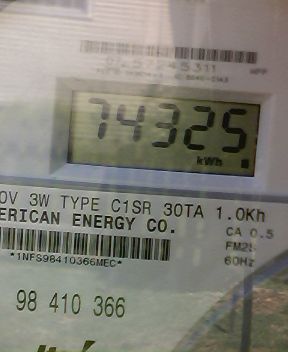 74325
kWh
0V 3W TYPE C1SR 30TA 1.0Kh
ERICAN ENERGY CO.
CA 0.5
*1NFS98410366MEC*
60Hz
98 410 366